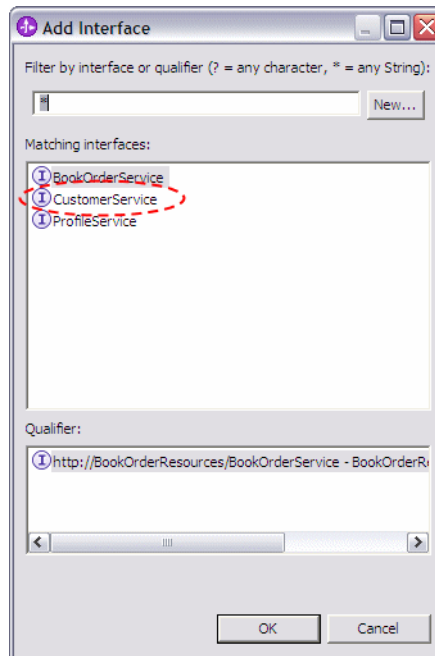 Add Interface
Filter by interface or qualifier (? = any character, * = any String):
*
New...
Matching interfaces:
BookOrderService
CustomerService
ProfileService
Qualifier:
http://BookOrderResources/BookOrderService - BookOrderR
OK
Cancel